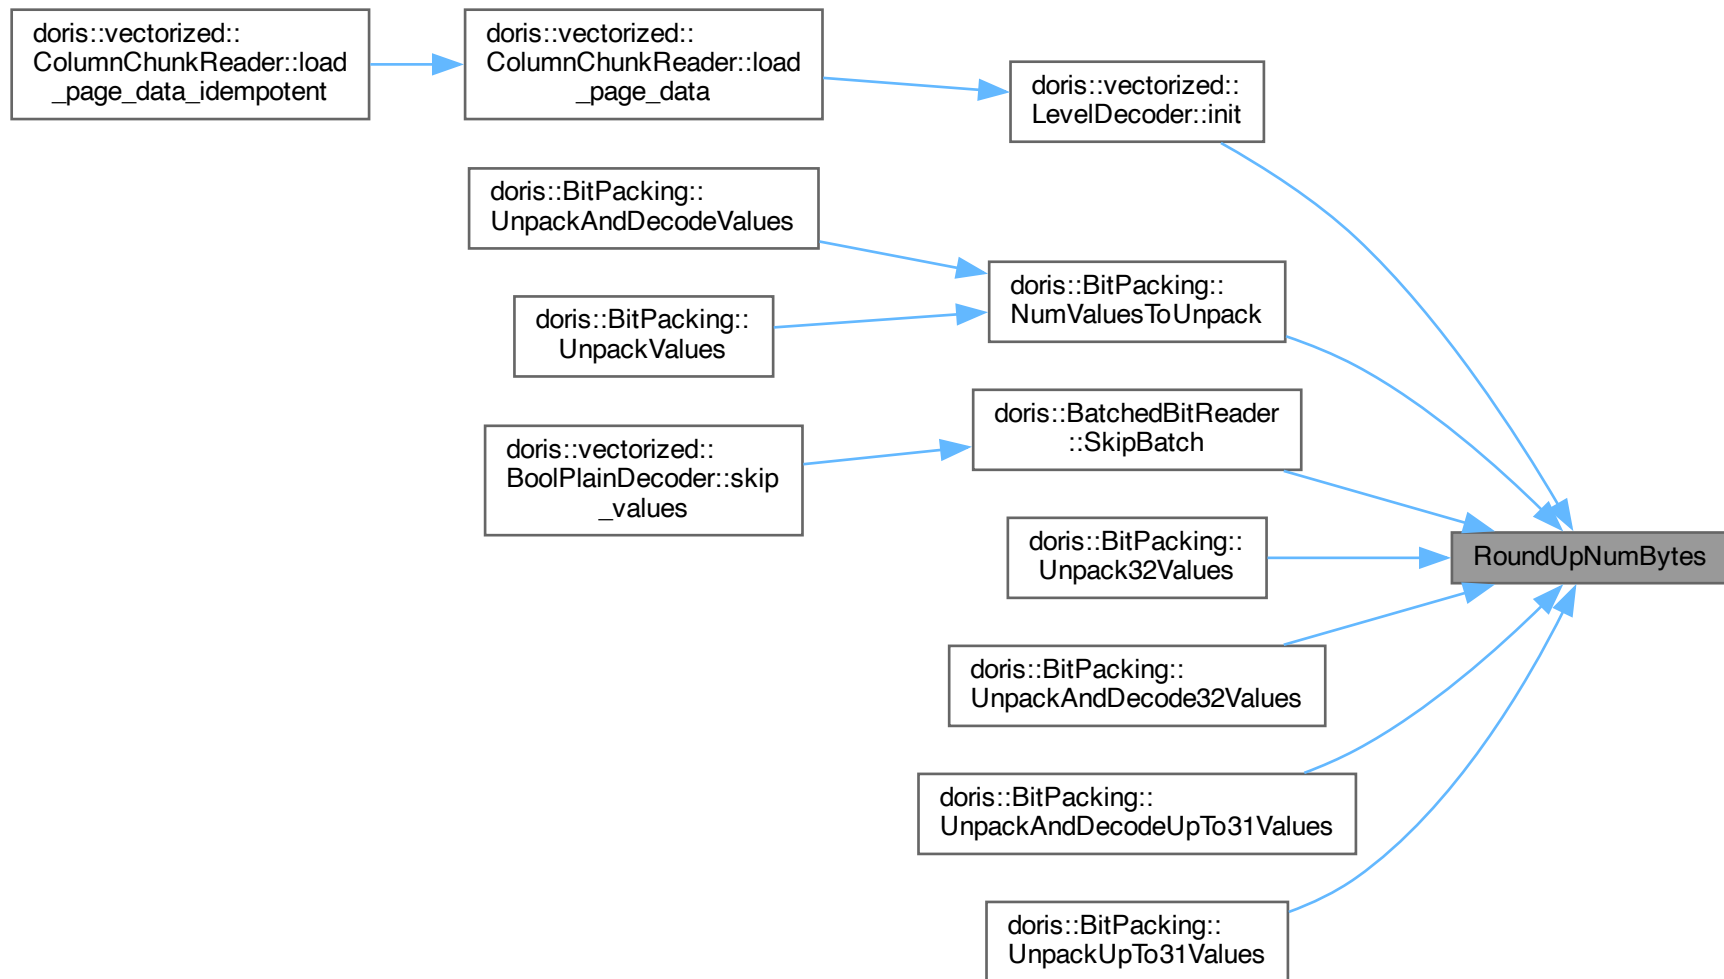 doris::vectorized::
ColumnChunkReader::load
_page_data_idempotent
doris::vectorized::
ColumnChunkReader::load
_page_data
doris::vectorized::
LevelDecoder::init
doris::BitPacking::
UnpackAndDecodeValues
doris::BitPacking::
NumValuesToUnpack
doris::BitPacking::
UnpackValues
doris::BatchedBitReader
::SkipBatch
doris::vectorized::
BoolPlainDecoder::skip
_values
doris::BitPacking::
Unpack32Values
RoundUpNumBytes
doris::BitPacking::
UnpackAndDecode32Values
doris::BitPacking::
UnpackAndDecodeUpTo31Values
doris::BitPacking::
UnpackUpTo31Values